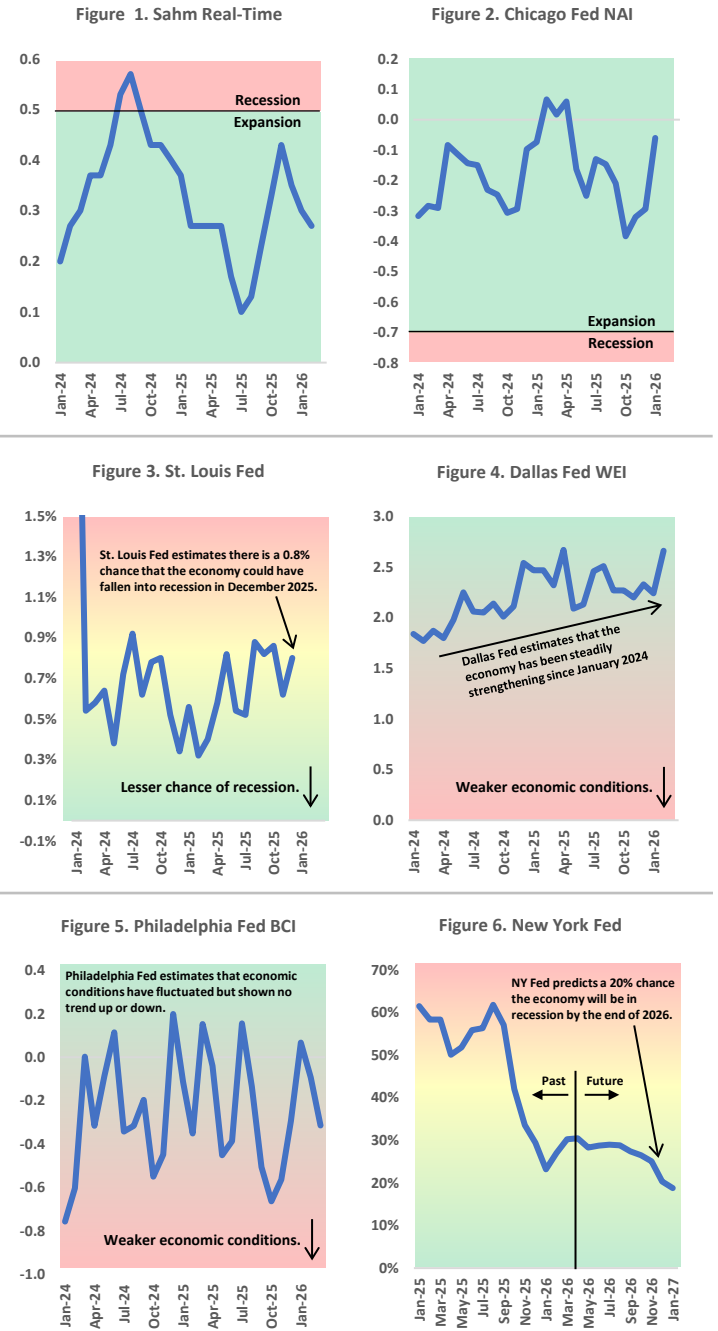 Figure  1. Sahm Real-Time
0.6
0.5
0.4
0.3
0.2
0.1
0.0
Recession
Expansion
Jan-24
Apr-24
Jul-24
Oct-24
Jan-25
Apr-25
Jul-25
Oct-25
Jan-26
Figure 2. Chicago Fed NAI
0.2
0.1
0.0
-0.1
-0.2
-0.3
-0.4
-0.5
-0.6
-0.7
-0.8
Expansion
Recession
Jan-24
Apr-24
Jul-24
Oct-24
Jan-25
Apr-25
Jul-25
Oct-25
Jan-26
Figure 3. St. Louis Fed
1.5%
1.3%
1.1%
0.9%
0.7%
0.5%
0.3%
0.1%
-0.1%
St. Louis Fed estimates there is a 0.8%
chance that the economy could have
fallen into recession in December 2025.
Lesser chance of recession.
Jan-24
Apr-24
Jul-24
Oct-24
Jan-25
Apr-25
Jul-25
Oct-25
Jan-26
Figure 4. Dallas Fed WEI
3.0
2.5
2.0
1.5
1.0
0.5
0.0
Dallas Fed estimates that the
economy has been steadily
strengthening since January 2024
Weaker economic conditions.
Jan-24
Apr-24
Jul-24
Oct-24
Jan-25
Apr-25
Jul-25
Oct-25
Jan-26
Figure 5. Philadelphia Fed BCI
0.4
0.2
0.0
-0.2
-0.4
-0.6
-0.8
-1.0
Philadelphia Fed estimates that economic
conditions have fluctuated but shown no
trend up or down.
Weaker economic conditions.
Jan-24
Apr-24
Jul-24
Oct-24
Jan-25
Apr-25
Jul-25
Oct-25
Jan-26
Figure 6. New York Fed
70%
60%
50%
40%
30%
20%
10%
0%
NY Fed predicts a 20% chance
the economy will be in
recession by the end of 2026.
Past
Future
Jan-25
Mar-25
May-25
Jul-25
Sep-25
Nov-25
Jan-26
Mar-26
May-26
Jul-26
Sep-26
Nov-26
Jan-27